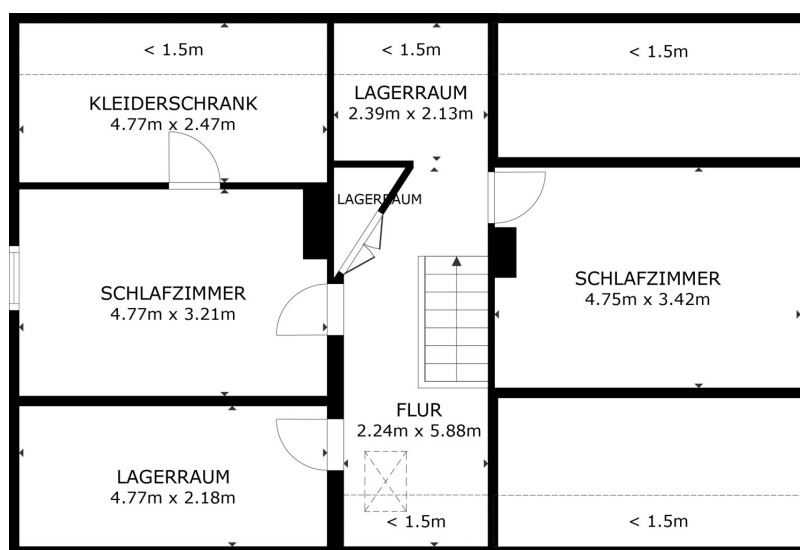 < 1.5m
< 1.5m
< 1.5m
KLEIDERSCHRANK
4.77m x 2.47m
LAGERRAUM
2.39m x 2.13m
LAGERRAUM
SCHLAFZIMMER
4.77m x 3.21m
SCHLAFZIMMER
4.75m x 3.42m
FLUR
2.24m x 5.88m
LAGERRAUM
4.77m x 2.18m
< 1.5m
< 1.5m